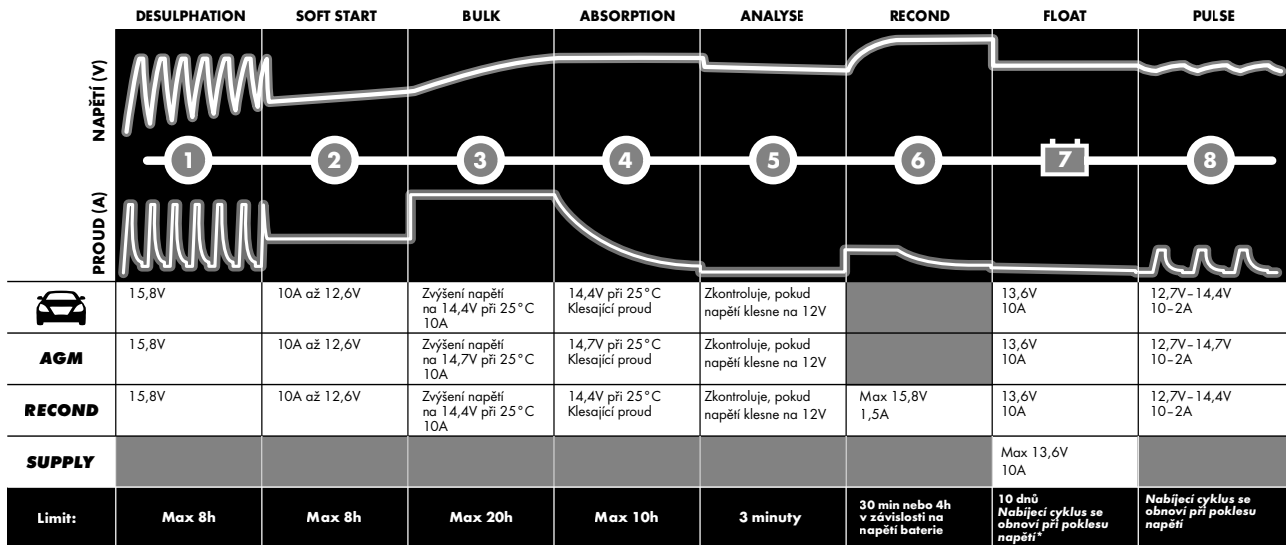 DESULPHATION SOFT START BULK ABSORPTION ANALYSE RECOND FLOAT PULSE
NAPĚTÍ (V)
1 2 3 4 5 6 7 8
PROUD (A)
15,8V
10A až 12,6V
Zvýšení napětí
na 14,4V při 25°C
10A
14,4V při 25°C
Klesající proud
Zkontroluje, pokud
napětí klesne na 12V
13,6V
10A
12,7V–14,4V
10–2A
AGM
15,8V
10A až 12,6V
Zvýšení napětí
na 14,7V při 25°C
10A
14,7V při 25°C
Klesající proud
Zkontroluje, pokud
napětí klesne na 12V
13,6V
10A
12,7V–14,7V
10–2A
RECOND
15,8V
10A až 12,6V
Zvýšení napětí
na 14,4V při 25°C
10A
14,4V při 25°C
Klesající proud
Zkontroluje, pokud
napětí klesne na 12V
Max 15,8V
1,5A
13,6V
10A
12,7V–14,4V
10–2A
SUPPLY
Max 13,6V
10A
Limit:
Max 8h
Max 8h
Max 20h
Max 10h
3 minuty
30 min nebo 4h
v závislosti na
napětí baterie
10 dnů
Nabíjecí cyklus se
obnoví při poklesu
napětí*
Nabíjecí cyklus se
obnoví při poklesu
napětí